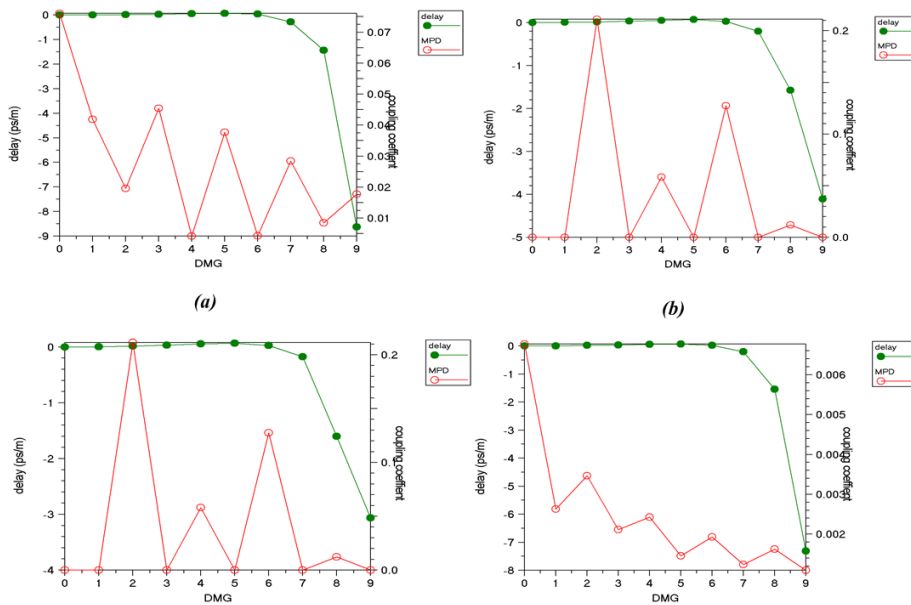 0
-1
-2
-3
-4
-5
-6
-7
-8
-9
delay (ps/m)
0 1 2 3 4 5 6 7 8 9
DMG
0.07
0.06
0.05
0.04
0.03
0.02
0.01
coupling coeffient
delay
MPD
(a)
0
-1
-2
-3
-4
-5
delay (ps/m)
0 1 2 3 4 5 6 7 8 9
DMG
0.2
0.1
0.0
coupling coeffient
delay
MPD
(b)
0
-1
-2
-3
-4
delay (ps/m)
0 1 2 3 4 5 6 7 8 9
DMG
0.2
0.1
0.0
coupling coeffient
delay
MPD
0
-1
-2
-3
-4
-5
-6
-7
-8
delay (ps/m)
0 1 2 3 4 5 6 7 8 9
DMG
0.006
0.005
0.004
0.003
0.002
coupling coeffient
delay
MPD